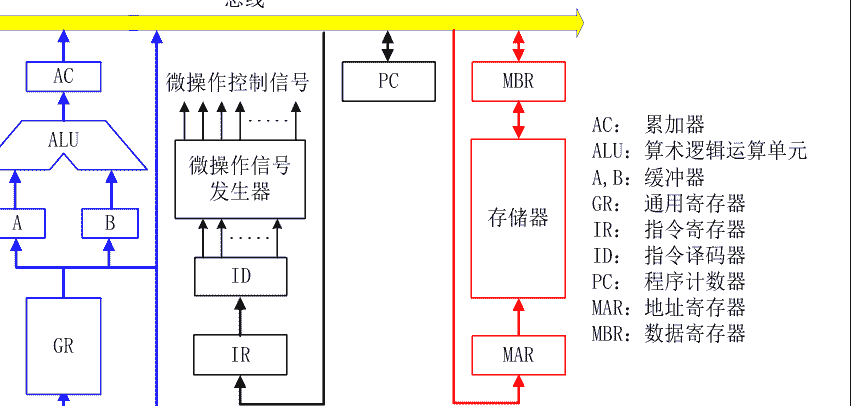 总线
AC
微操作控制信号
PC
MBR
ALU
微操作信号
发生器
A
B
存储器
ID
GR
IR
MAR
AC： 累加器
ALU：算术逻辑运算单元
A,B：缓冲器
GR： 通用寄存器
IR： 指令寄存器
ID： 指令译码器
PC： 程序计数器
MAR：地址寄存器
MBR：数据寄存器